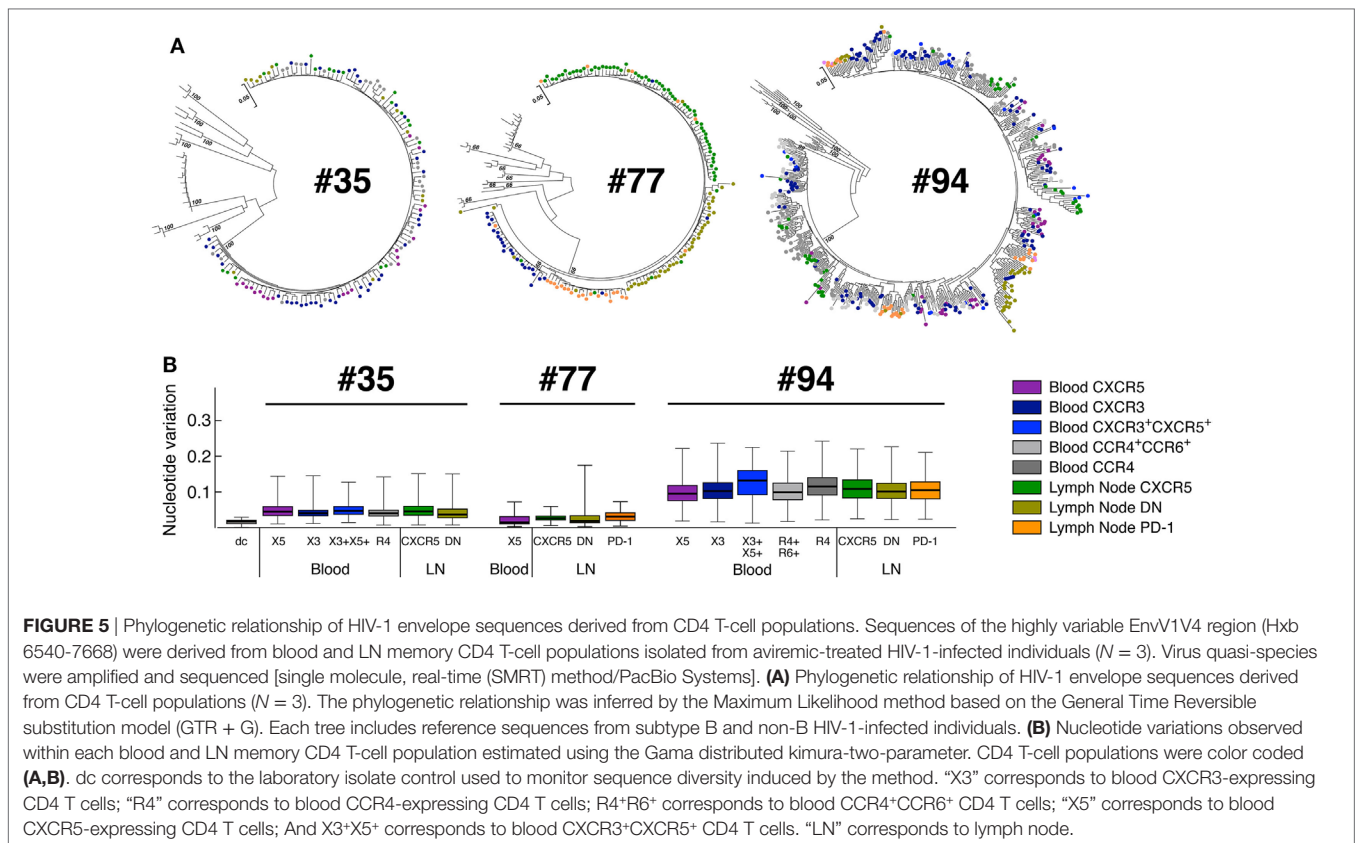 A
0.05
100
100
100
100
100
100
100
#35
0.05
66
66
66
66
66
#77
0.05
100
100
100
100
#94
B
#35
#77
#94
Nucleotide variation
0.3
0.2
0.1
dc
X5
X3
X3+X5+
R4
CXCR5
DN
X5
CXCR5
DN
PD-1
X5
X3
X3+
X5+
R4+
R6+
R4
CXCR5
DN
PD-1
Blood
LN
Blood
LN
Blood
LN
Blood CXCR5
Blood CXCR3
Blood CXCR3+CXCR5+
Blood CCR4+CCR6+
Blood CCR4
Lymph Node CXCR5
Lymph Node DN
Lymph Node PD-1
FIGURE 5 | Phylogenetic relationship of HIV-1 envelope sequences derived from CD4 T-cell populations. Sequences of the highly variable EnvV1V4 region (Hxb
6540-7668) were derived from blood and LN memory CD4 T-cell populations isolated from aviremic-treated HIV-1-infected individuals (N = 3). Virus quasi-species
were amplified and sequenced [single molecule, real-time (SMRT) method/PacBio Systems]. (A) Phylogenetic relationship of HIV-1 envelope sequences derived
from CD4 T-cell populations (N = 3). The phylogenetic relationship was inferred by the Maximum Likelihood method based on the General Time Reversible
substitution model (GTR + G). Each tree includes reference sequences from subtype B and non-B HIV-1-infected individuals. (B) Nucleotide variations observed
within each blood and LN memory CD4 T-cell population estimated using the Gama distributed kimura-two-parameter. CD4 T-cell populations were color coded
(A,B). dc corresponds to the laboratory isolate control used to monitor sequence diversity induced by the method. “X3” corresponds to blood CXCR3-expressing
CD4 T cells; “R4” corresponds to blood CCR4-expressing CD4 T cells; R4+R6+ corresponds to blood CCR4+CCR6+ CD4 T cells; “X5” corresponds to blood
CXCR5-expressing CD4 T cells; And X3+X5+ corresponds to blood CXCR3+CXCR5+ CD4 T cells. “LN” corresponds to lymph node.